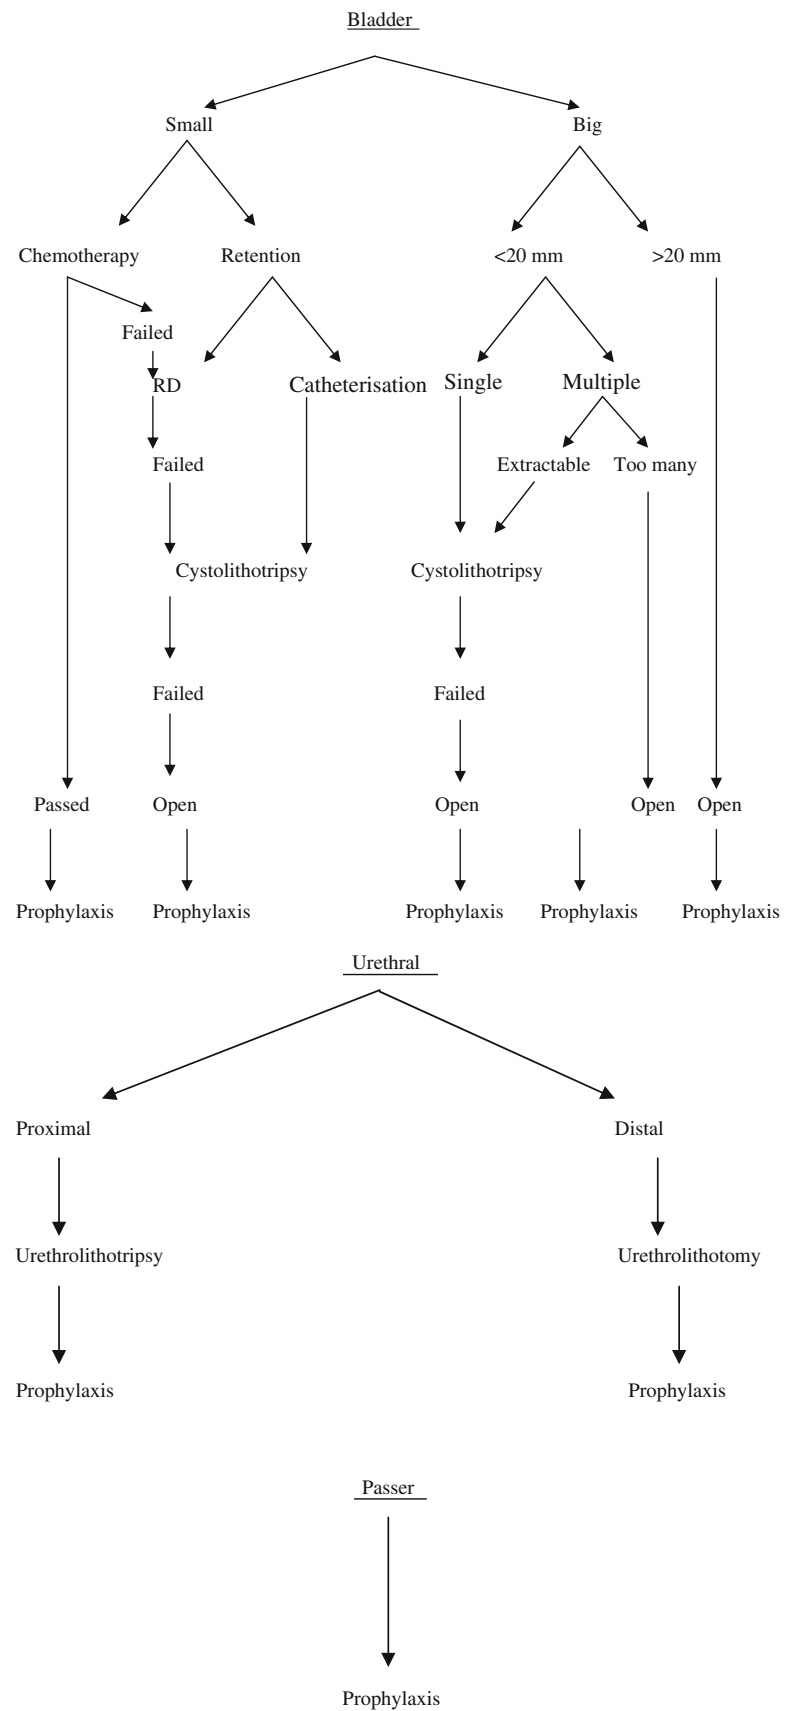 Bladder
Small Big
Chemotherapy Retention <20 mm >20 mm
Failed
RD Catheterisation Single Multiple
Failed Extractable Too many
Cystolithotripsy Cystolithotripsy
Failed Failed
Passed Open Open Open Open
Prophylaxis Prophylaxis Prophylaxis Prophylaxis Prophylaxis
Urethral
Proximal Distal
Urethrolithotripsy Urethrolithotomy
Prophylaxis Prophylaxis
Passer
Prophylaxis